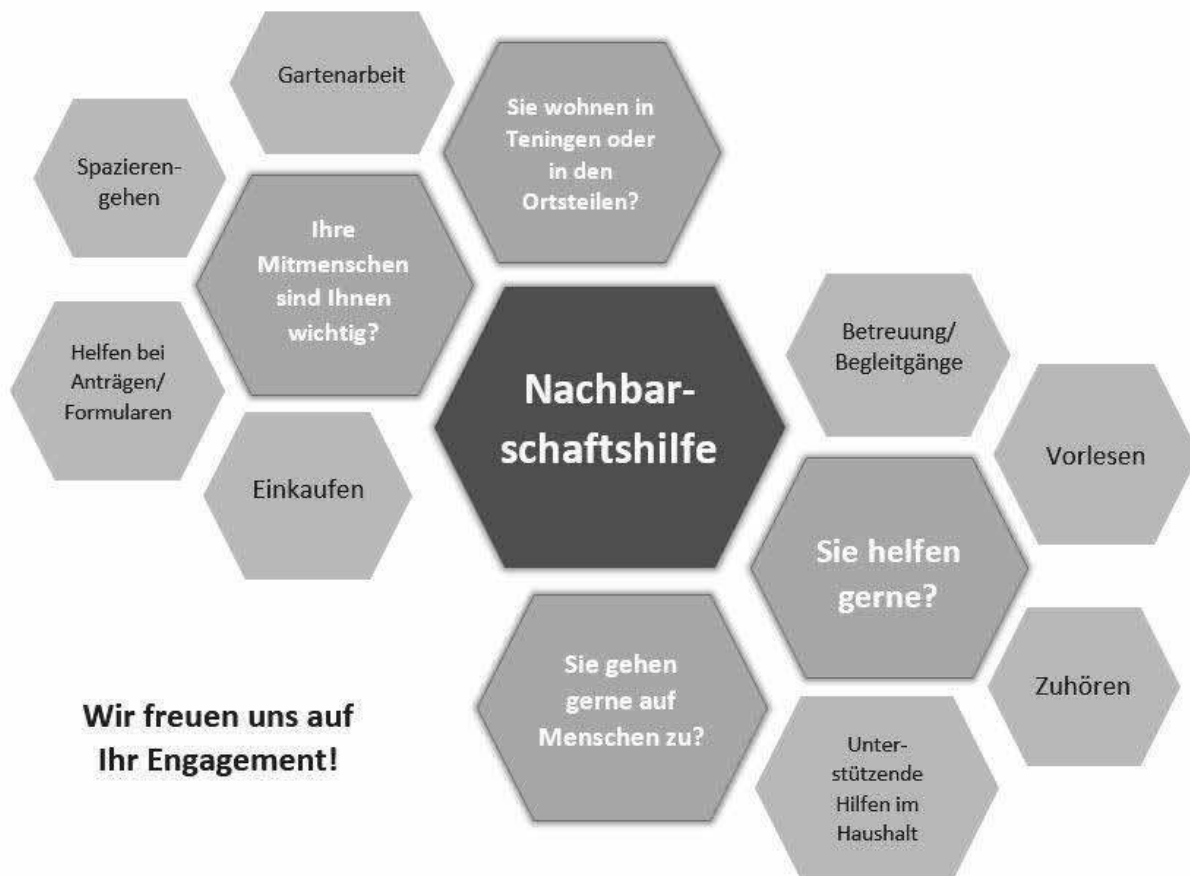 Gartenarbeit
Sie wohnen in
Teningen oder
in den
Ortsteilen?
Spazieren-
gehen
Ihre
Mitmenschen
sind Ihnen
wichtig?
Helfen bei
Anträgen/
Formularen
Einkaufen
Nachbar-
schaftshilfe
Betreuung/
Begleitgänge
Vorlesen
Sie helfen
gerne?
Zuhören
Sie gehen
gerne auf
Menschen zu?
Unter-
stützende
Hilfen im
Haushalt
Wir freuen uns auf
Ihr Engagement!